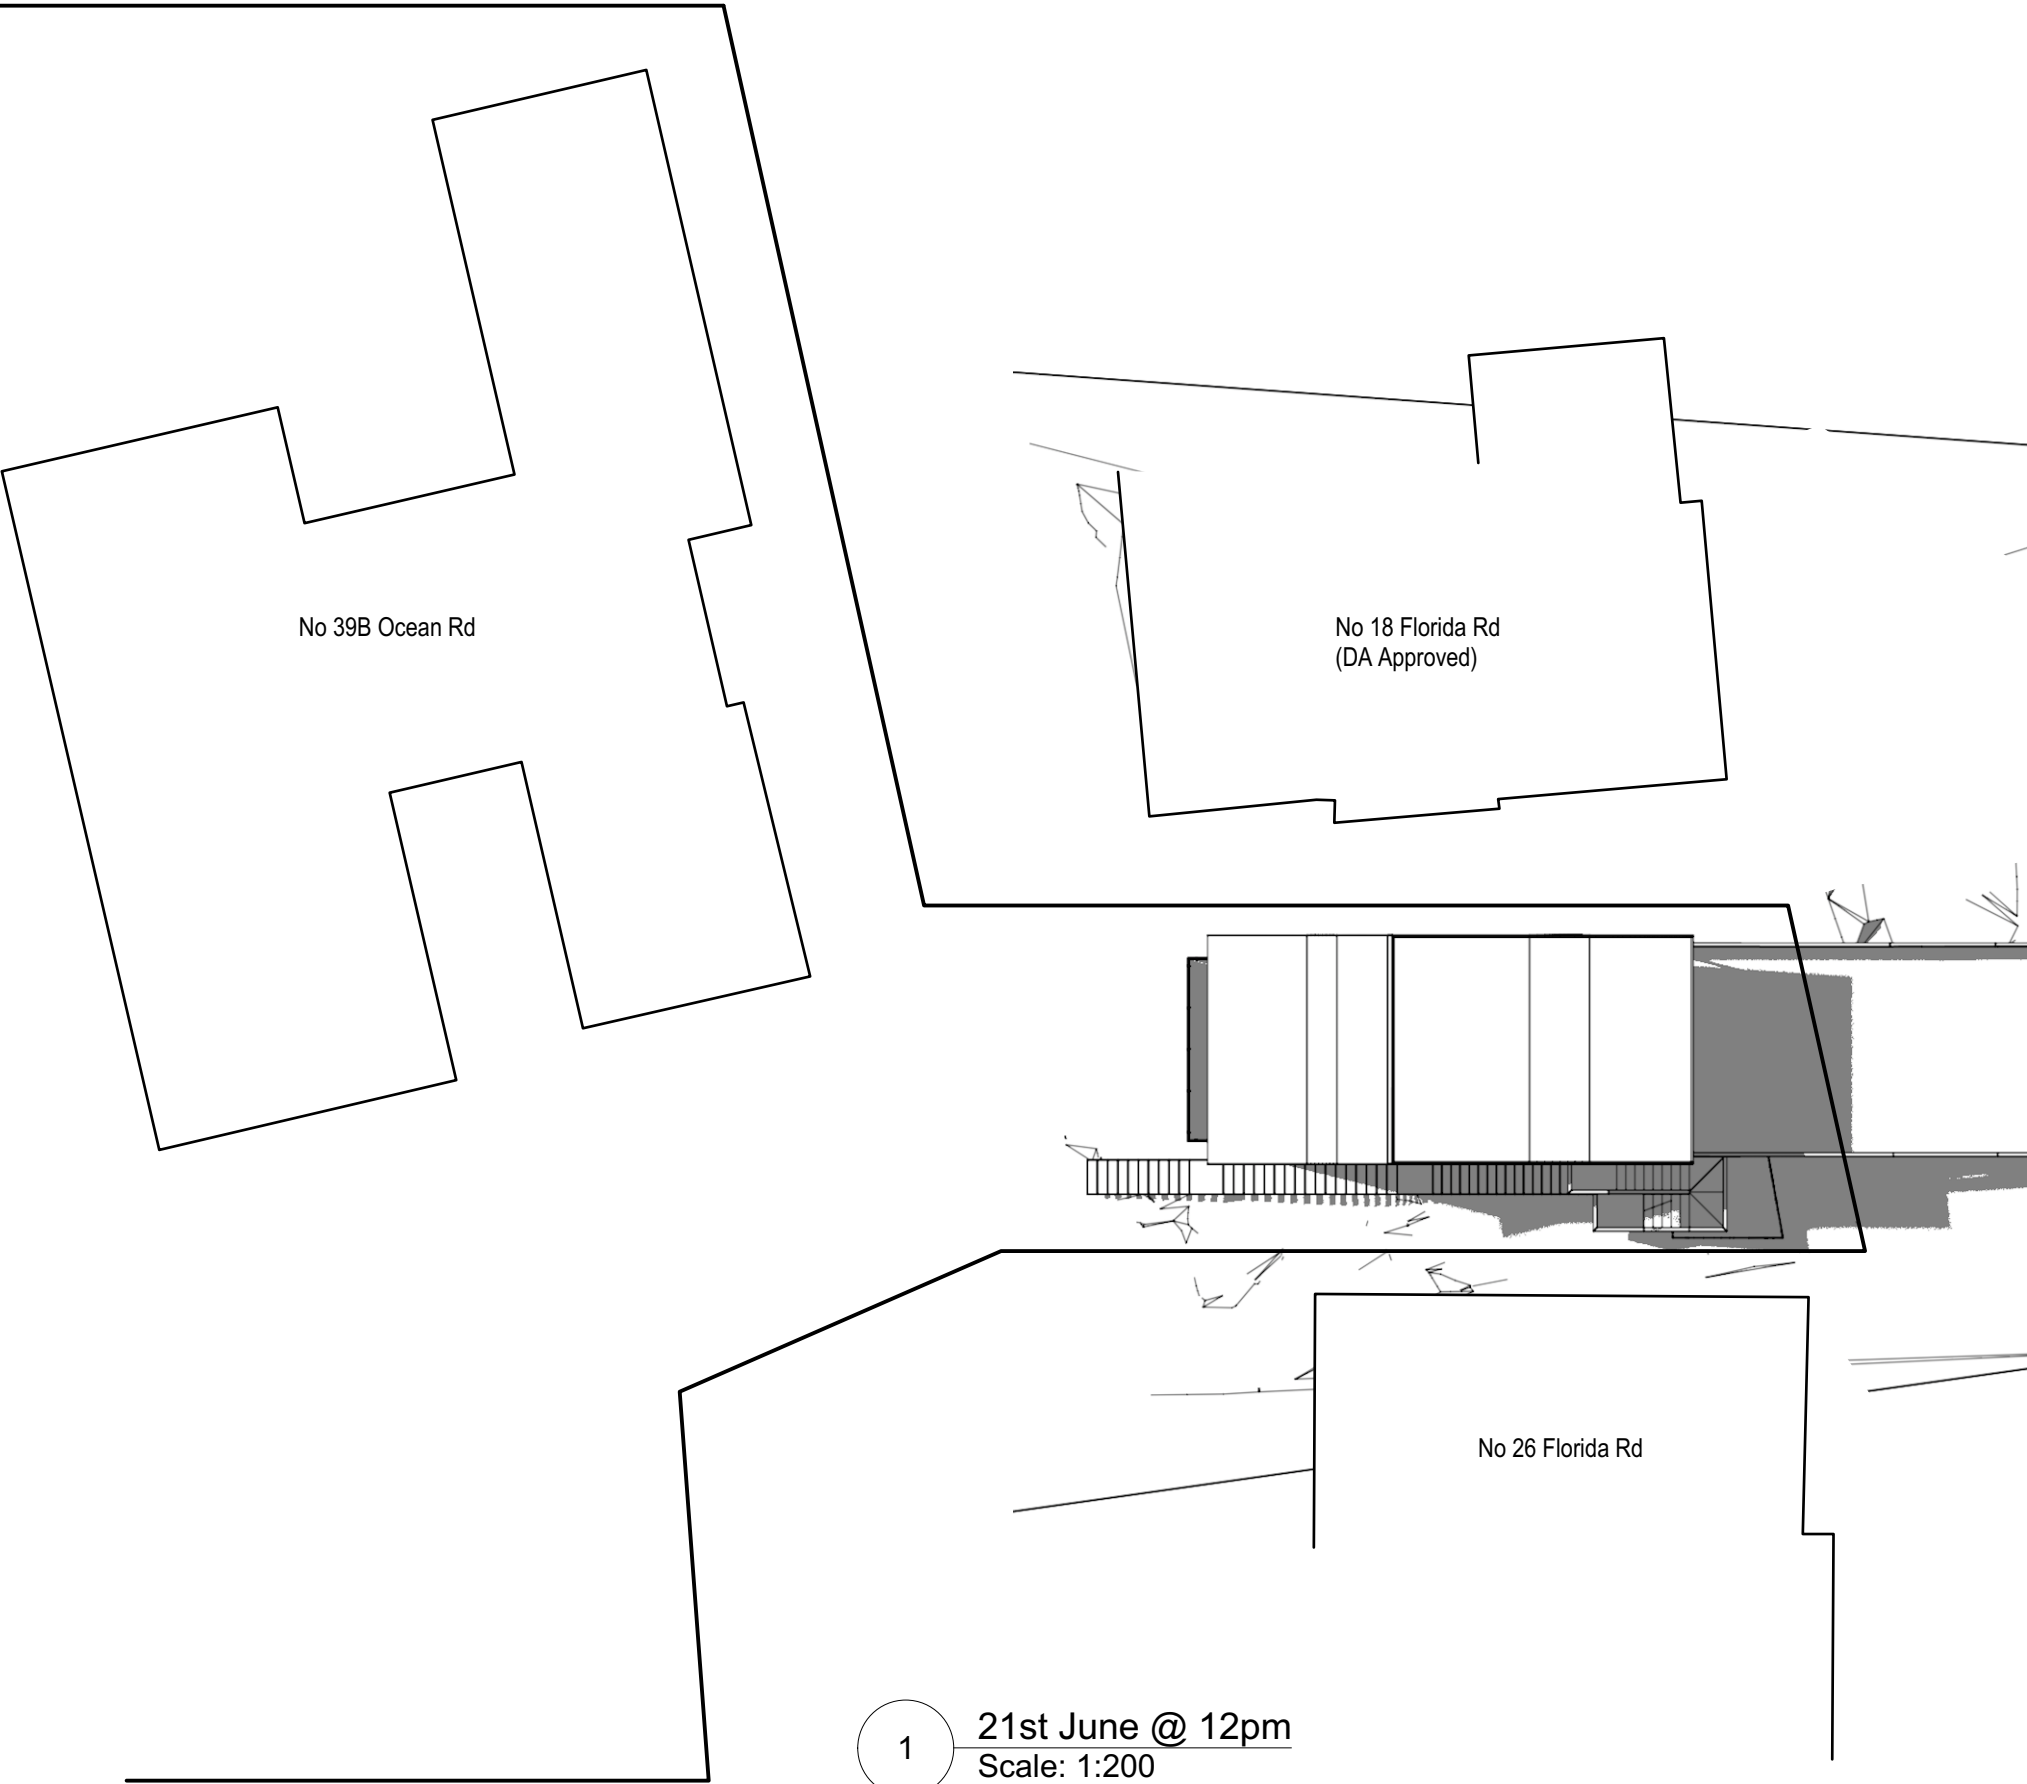 No 39B Ocean Rd
No 18 Florida Rd
(DA Approved)
No 26 Florida Rd
1
21st June @ 12pm
Scale: 1:200